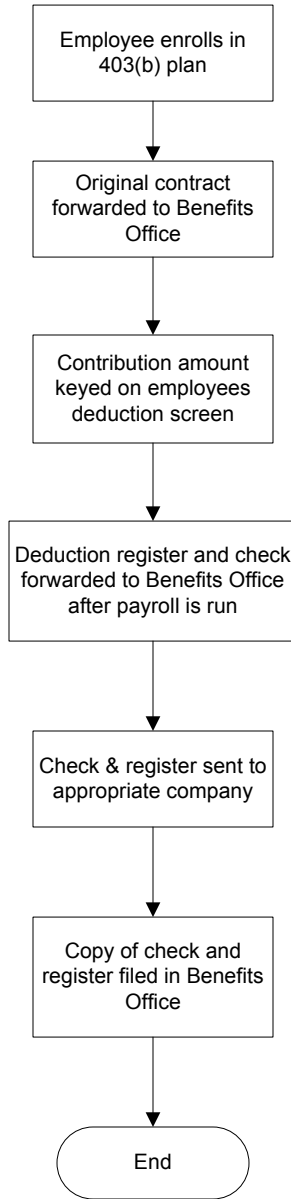 Employee enrolls in
403(b) plan
Original contract
forwarded to Benefits
Office
Contribution amount
keyed on employees
deduction screen
Deduction register and check
forwarded to Benefits Office
after payroll is run
Check & register sent to
appropriate company
Copy of check and
register filed in Benefits
Office
End